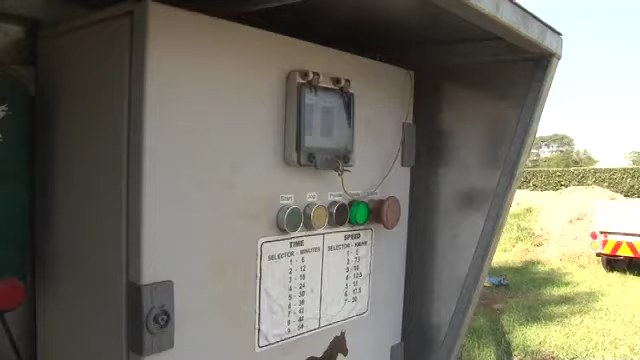 Start Jog
TIME SPEED
SELECTOR MINUTES SELECTOR KM/HR
1 - 6 1 - 5
2 - 12 2 - 7.5
3 - 18 3 - 10
4 - 24 4 - 12.5
5 - 30 5 - 15
6 - 36 6 - 17.5
7 - 42 7 - 20
8 - 48
9 - 54